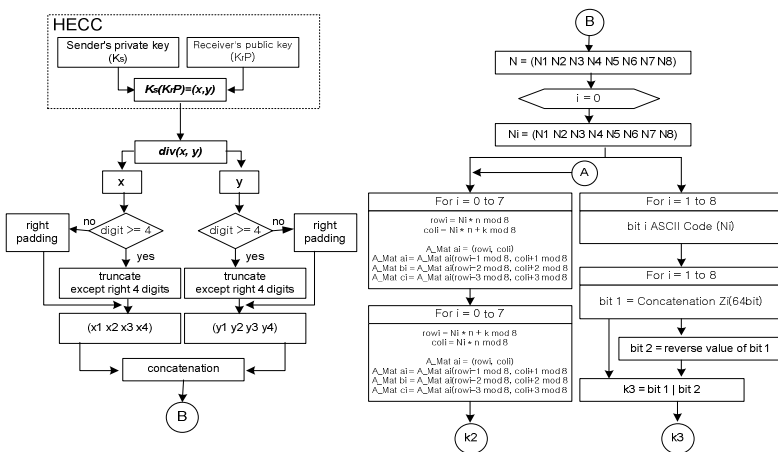 HECC
Sender's private key
(Ks)
Receiver's public key
(KrP)
Ks(KrP)=(x,y)
div(x, y)
x
y
right
padding
no
digit >= 4
yes
digit >= 4
no
yes
right
padding
truncate
except right 4 digits
truncate
except right 4 digits
(x1 x2 x3 x4)
(y1 y2 y3 y4)
concatenation
B
B
N = (N1 N2 N3 N4 N5 N6 N7 N8)
i = 0
Ni = (N1 N2 N3 N4 N5 N6 N7 N8)
A
For i = 0 to 7
rowi = Ni * n mod 8
coli = Ni * n + k mod 8
A_Mat ai = (rowi, coli)
A_Mat ai = A_Mat ai(rowi-1 mod 8, coli+1 mod 8
A_Mat bi = A_Mat ai(rowi-2 mod 8, coli+2 mod 8
A_Mat ci = A_Mat ai(rowi-3 mod 8, coli+3 mod 8
For i = 0 to 7
rowi = Ni * n + k mod 8
coli = Ni * n mod 8
A_Mat ai = (rowi, coli)
A_Mat ai = A_Mat ai(rowi-1 mod 8, coli+1 mod 8
A_Mat bi = A_Mat ai(rowi-2 mod 8, coli+2 mod 8
A_Mat ci = A_Mat ai(rowi-3 mod 8, coli+3 mod 8
k2
For i = 1 to 8
bit i ASCII Code (Ni)
For i = 1 to 8
bit 1 = Concatenation Zi(64bit)
bit 2 = reverse value of bit 1
k3 = bit 1 | bit 2
k3